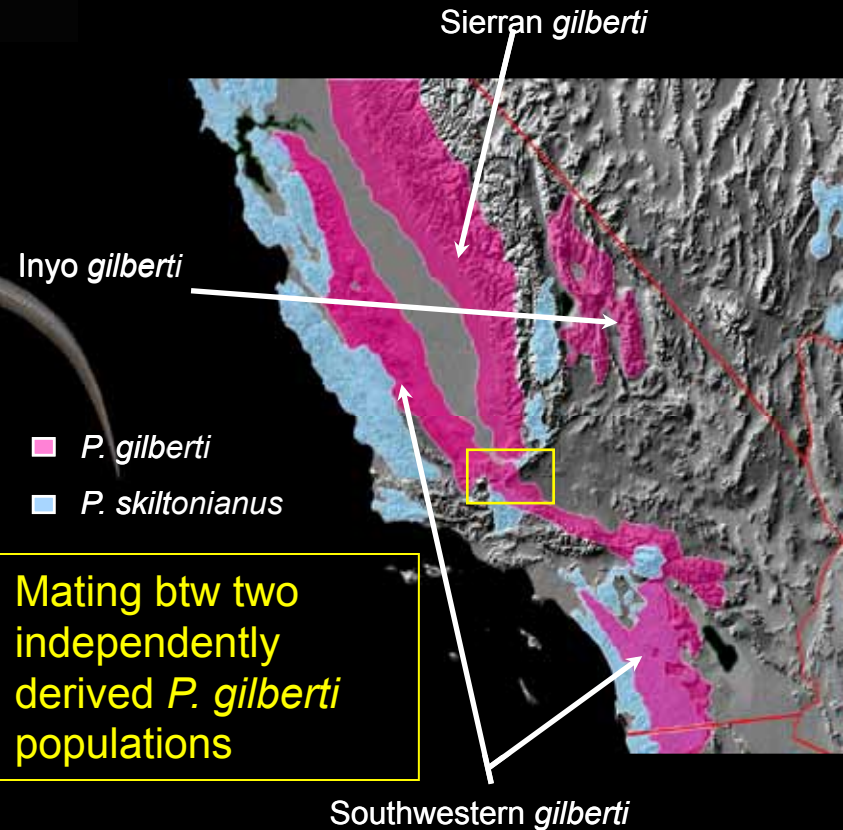 Sierran gilberti
Inyo gilberti
P. gilberti
P. skiltonianus
Mating btw two
independently
derived P. gilberti
populations
Southwestern gilberti